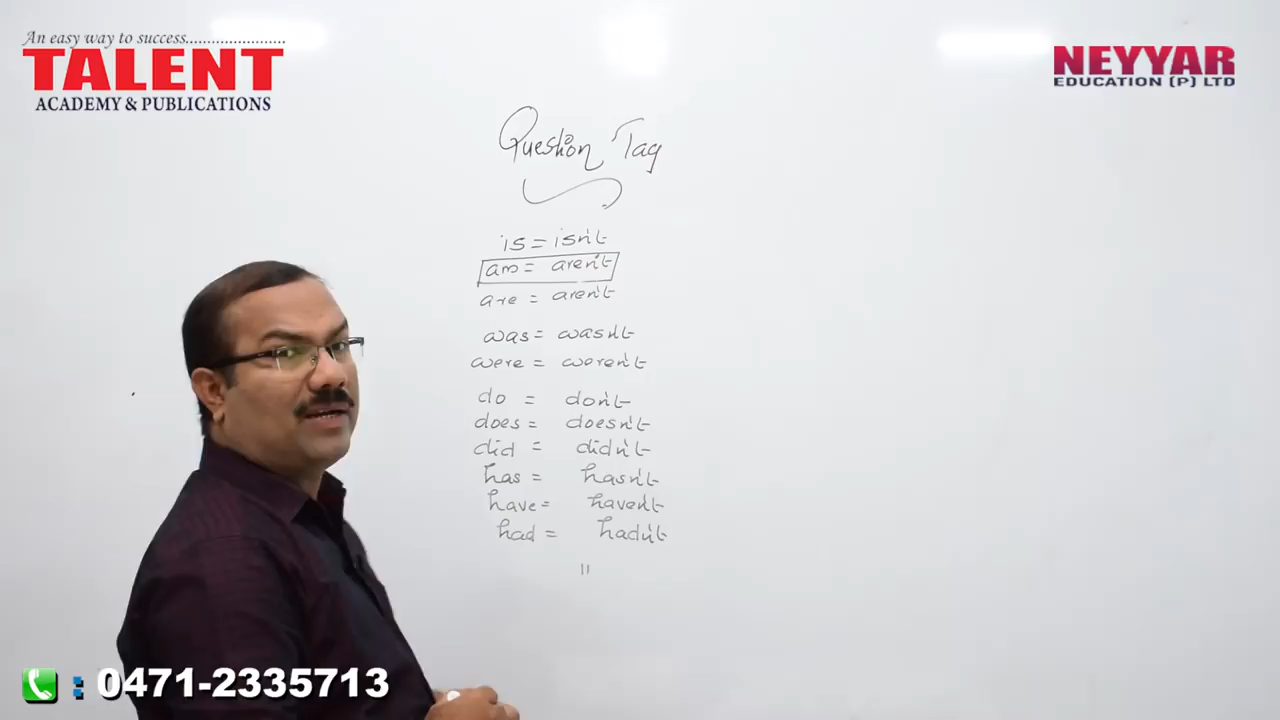 An easy way to success.......................
TALENT
ACADEMY & PUBLICATIONS
NEYYAR
EDUCATION (P) LTD
Question Tag
is = isn't
am = aren't
are = aren't
was = wasn't
were = weren't
do = don't
does = doesn't
did = didn't
has = hasn't
have = haven't
had = hadn't
"
: 0471-2335713